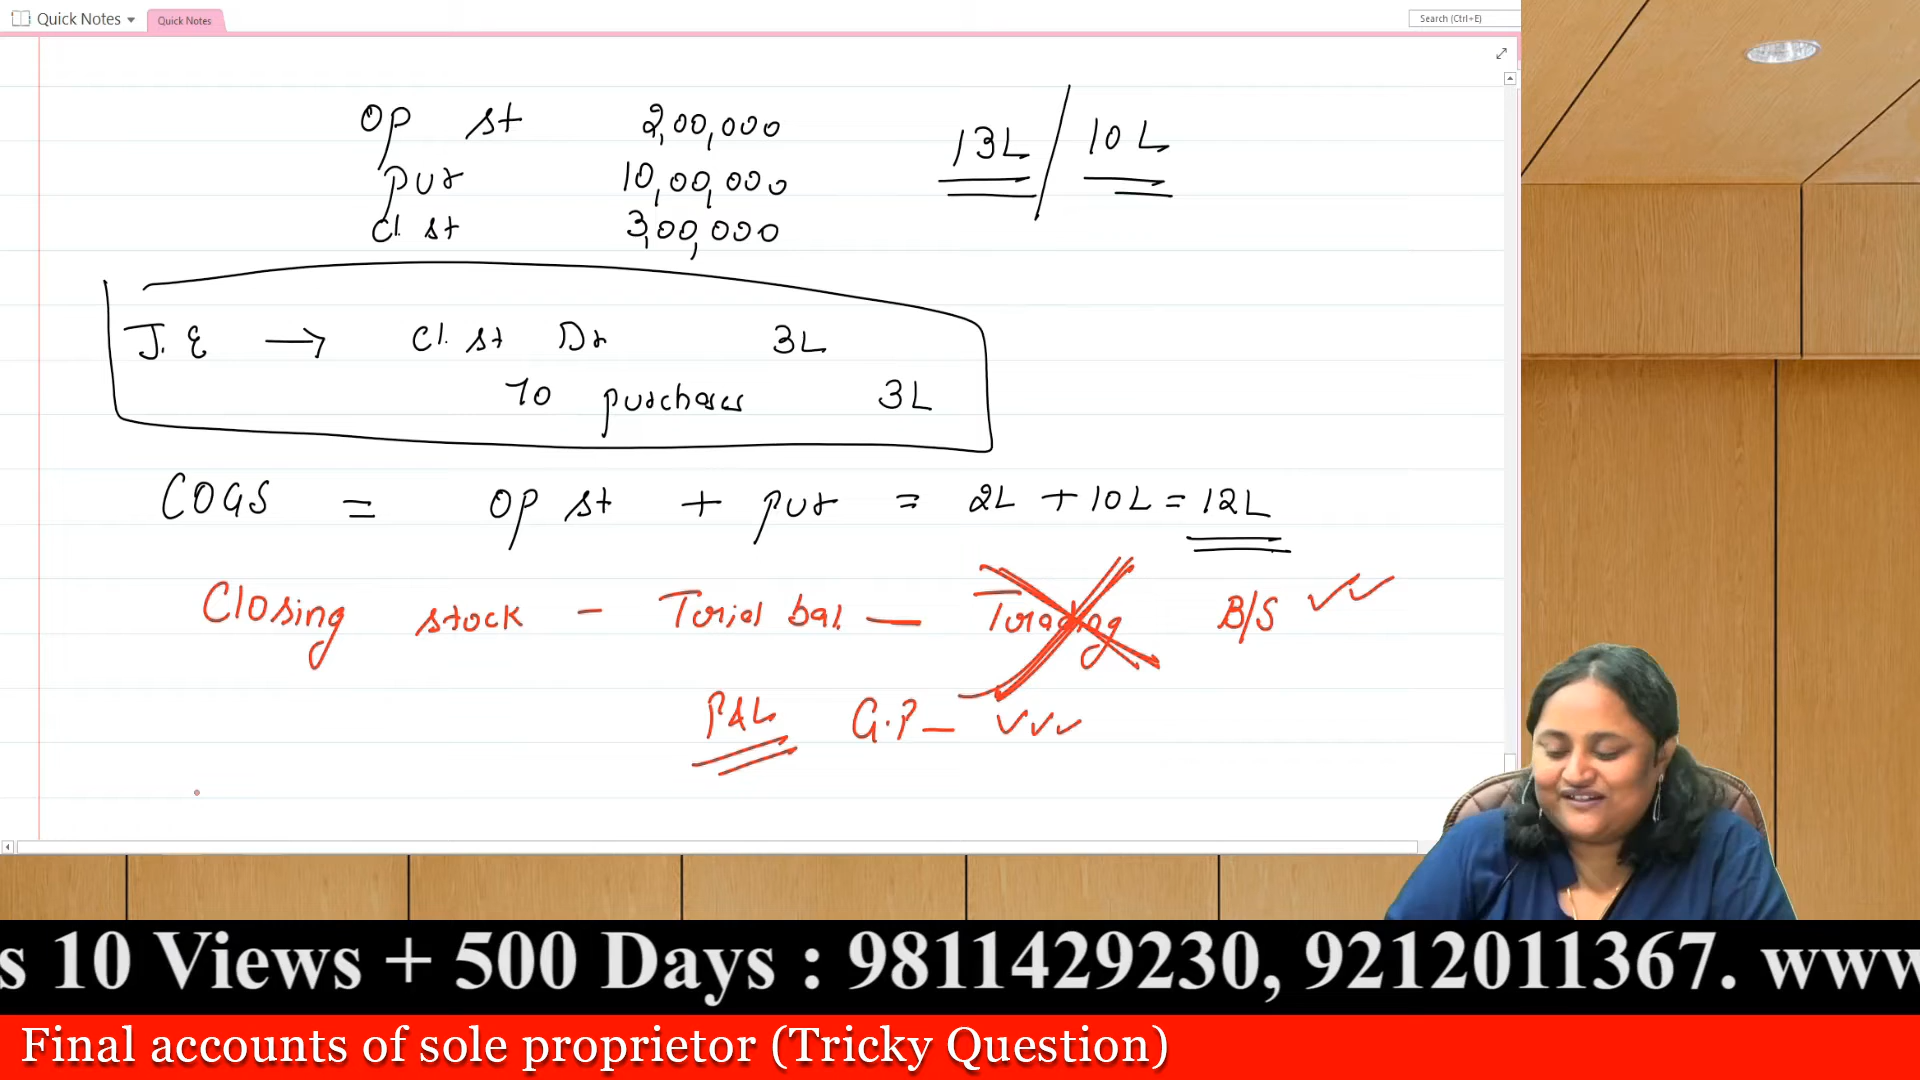 Quick Notes
Quick Notes
Search (Ctrl+E)
Op st 2,00,000
13L / 10L
pur 10,00,000
Cl. st 3,00,000
J.E → Cl. st Dr 3L
To purchases 3L
COGS = OP st + pur = 2L + 10L = 12L
Closing stock - Trial bal. — Trading B/S ✓✓
P&L G.P — ✓✓✓
s 10 Views + 500 Days : 9811429230, 9212011367. www
Final accounts of sole proprietor (Tricky Question)